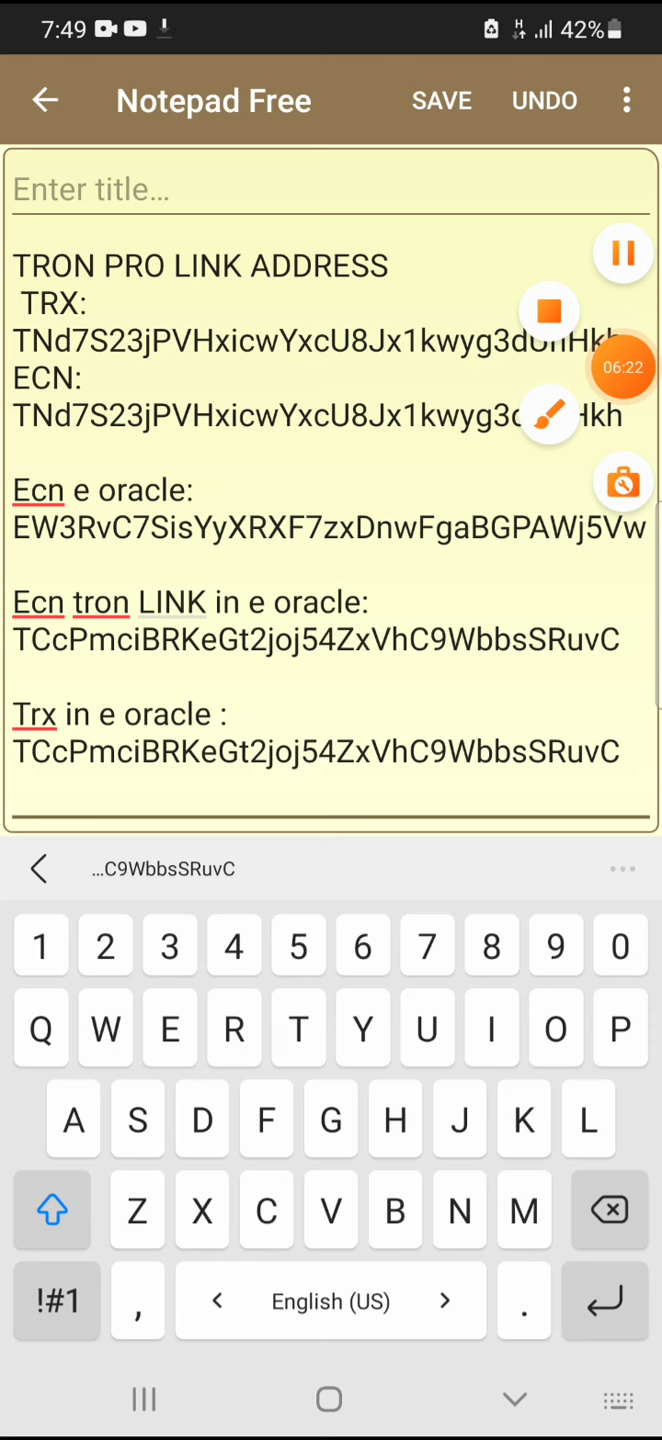 7:49
H
42%
Notepad Free
SAVE
UNDO
Enter title...
TRON PRO LINK ADDRESS
TRX:
06:22
ECN:
Ecn e oracle:
EW3RvC7SisYyXRXF7zxDnwFgaBGPAWj5Vw
Ecn tron LINK in e oracle:
TCcPmciBRKeGt2joj54ZxVhC9WbbsSRuvC
Trx in e oracle :
TCcPmciBRKeGt2joj54ZxVhC9WbbsSRuvC
...C9WbbsSRuvC
1 2 3 4 5 6 7 8 9 0
Q W E R T Y U I O P
A S D F G H J K L
Z X C V B N M
!#1 , < English (US) > .